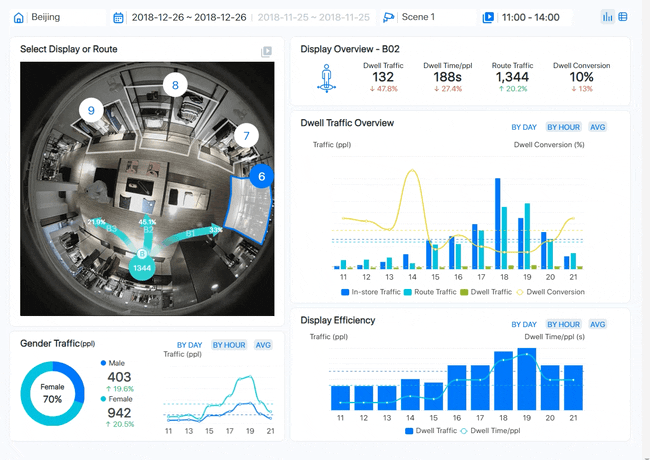 Beijing
2018-12-26 ~ 2018-12-26
2018-11-25 ~ 2018-11-25
Scene 1
11:00 - 14:00
Select Display or Route
9
8
7
6
21.0%
B3
45.1%
B2
B1
33%
B
1344
Gender Traffic(ppl)
BY DAY BY HOUR AVG
Traffic (ppl)
Female
70%
Male
403
↑ 19.6%
Female
942
↑ 20.5%
11 13 15 17 19 21
Display Overview - B02
Dwell Traffic Dwell Time/ppl Route Traffic Dwell Conversion
132 188s 1,344 10%
↓ 47.8% ↓ 27.4% ↑ 20.2% ↓ 13%
Dwell Traffic Overview
BY DAY BY HOUR AVG
Traffic (ppl) Dwell Conversion (%)
11 12 13 14 15 16 17 18 19 20 21
In-store Traffic Route Traffic Dwell Traffic Dwell Conversion
Display Efficiency
BY DAY BY HOUR AVG
Traffic (ppl) Dwell Time/ppl (s)
11 12 13 14 15 16 17 18 19 20 21
Dwell Traffic Dwell Time/ppl